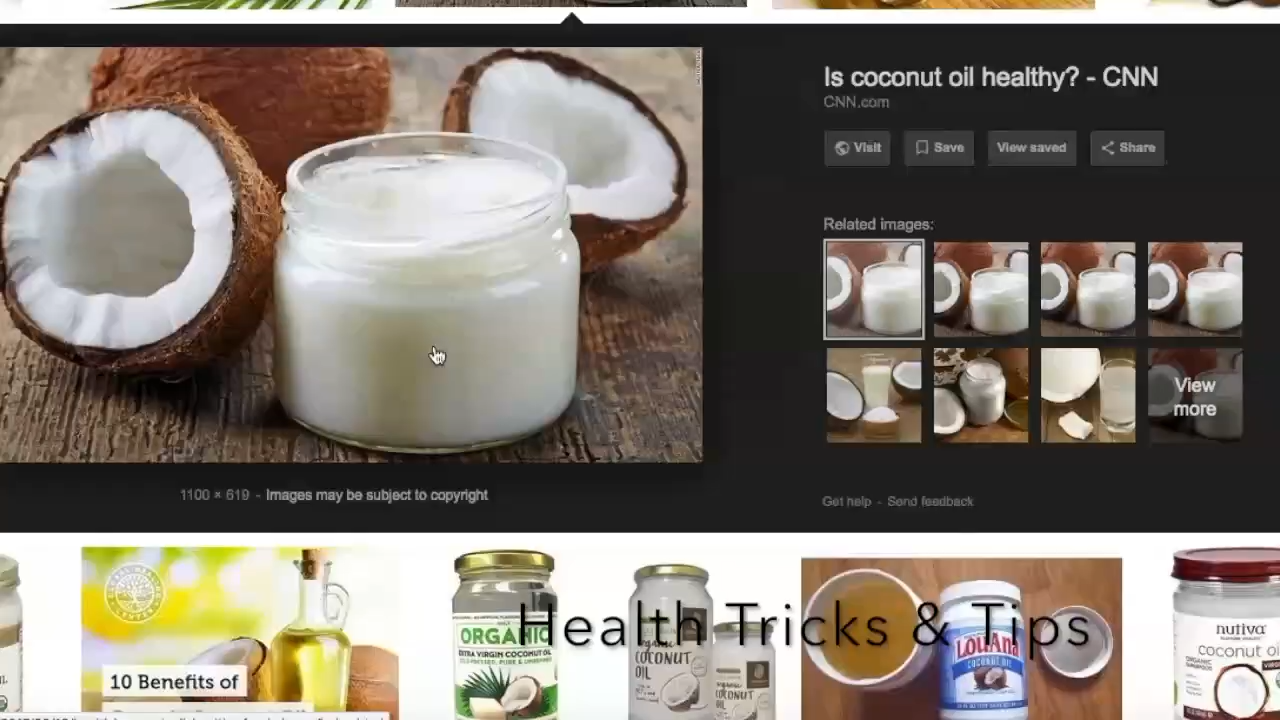 Is coconut oil healthy? - CNN
CNN.com
Visit
Save
View saved
Share
Related images:
View
more
1100 × 619 - Images may be subject to copyright
Get help - Send feedback
10 Benefits of
ORGANIC
EXTRA VIRGIN COCONUT OIL
COCONUT
OIL
COCONUT
OIL
LouAna
COCONUT OIL
nutiva
coconut oil
Health Tricks & Tips